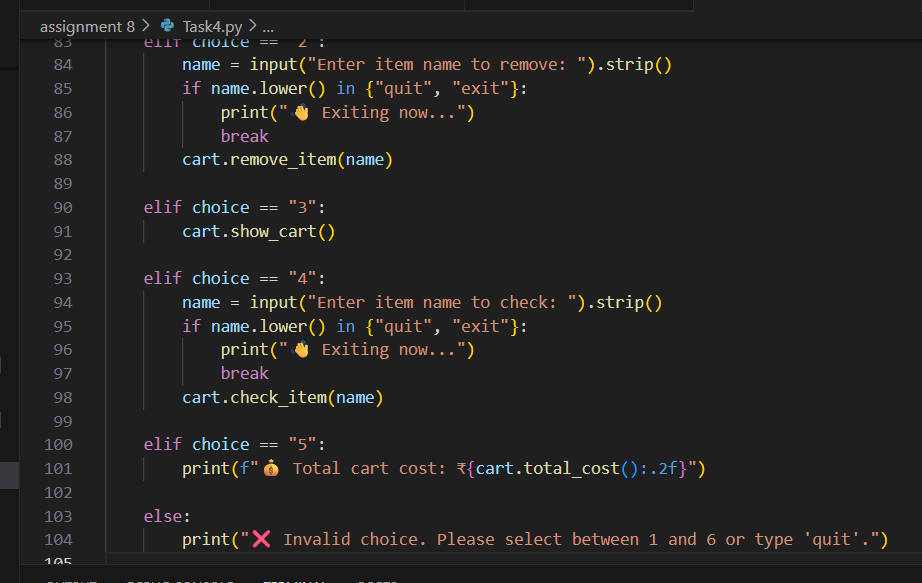 assignment 8 > Task4.py > ...
83 elif choice == "2":
84 name = input("Enter item name to remove: ").strip()
85 if name.lower() in {"quit", "exit"}:
86 print("👋 Exiting now...")
87 break
88 cart.remove_item(name)
89
90 elif choice == "3":
91 cart.show_cart()
92
93 elif choice == "4":
94 name = input("Enter item name to check: ").strip()
95 if name.lower() in {"quit", "exit"}:
96 print("👋 Exiting now...")
97 break
98 cart.check_item(name)
99
100 elif choice == "5":
101 print(f"💰 Total cart cost: ₹{cart.total_cost():.2f}")
102
103 else:
104 print("❌ Invalid choice. Please select between 1 and 6 or type 'quit'.")
105